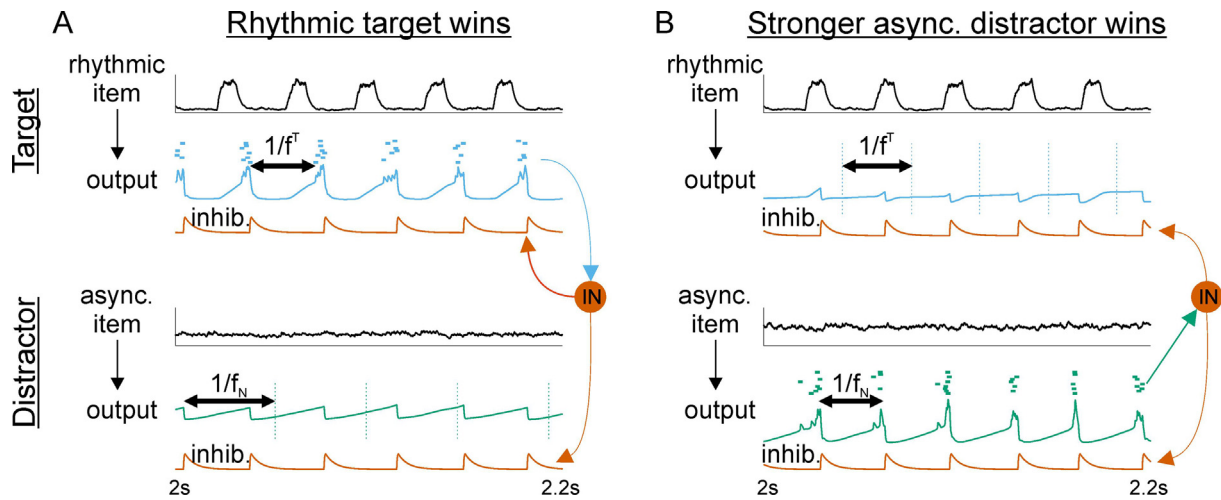 A
Rhythmic target wins
Target
rhythmic
item
output
1/fᵀ
inhib.
IN
Distractor
async.
item
output
1/f_N
inhib.
2s
2.2s
B
Stronger async. distractor wins
rhythmic
item
output
1/fᵀ
inhib.
IN
async.
item
output
1/f_N
inhib.
2s
2.2s